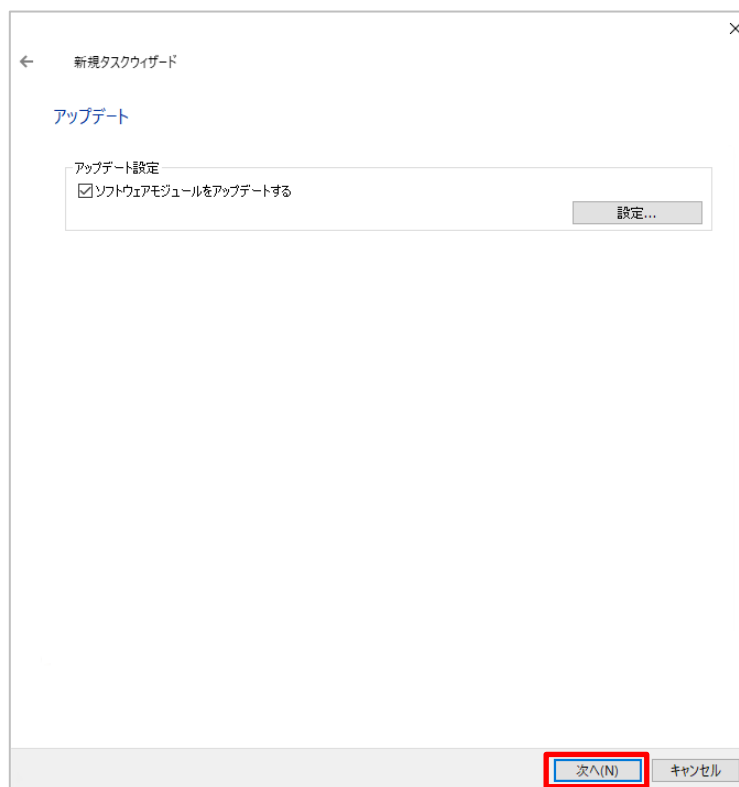 新規タスクウィザード
アップデート
アップデート設定
ソフトウェアモジュールをアップデートする
設定...
次へ(N)
キャンセル